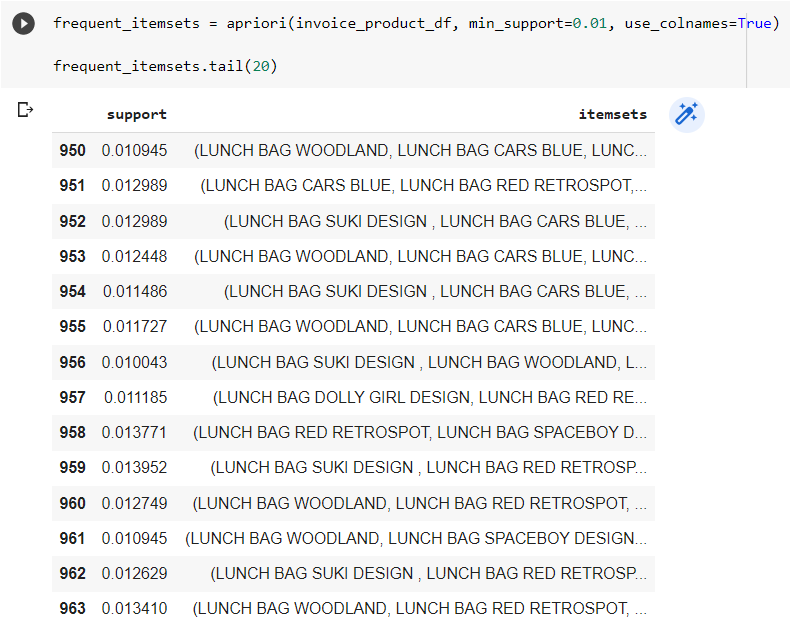 frequent_itemsets = apriori(invoice_product_df, min_support=0.01, use_colnames=True)
frequent_itemsets.tail(20)
support itemsets
950 0.010945 (LUNCH BAG WOODLAND, LUNCH BAG CARS BLUE, LUNC...
951 0.012989 (LUNCH BAG CARS BLUE, LUNCH BAG RED RETROSPOT,...
952 0.012989 (LUNCH BAG SUKI DESIGN , LUNCH BAG CARS BLUE, ...
953 0.012448 (LUNCH BAG WOODLAND, LUNCH BAG CARS BLUE, LUNC...
954 0.011486 (LUNCH BAG SUKI DESIGN , LUNCH BAG CARS BLUE, ...
955 0.011727 (LUNCH BAG WOODLAND, LUNCH BAG CARS BLUE, LUNC...
956 0.010043 (LUNCH BAG SUKI DESIGN , LUNCH BAG WOODLAND, L...
957 0.011185 (LUNCH BAG DOLLY GIRL DESIGN, LUNCH BAG RED RE...
958 0.013771 (LUNCH BAG RED RETROSPOT, LUNCH BAG SPACEBOY D...
959 0.013952 (LUNCH BAG SUKI DESIGN , LUNCH BAG RED RETROSP...
960 0.012749 (LUNCH BAG WOODLAND, LUNCH BAG RED RETROSPOT, ...
961 0.010945 (LUNCH BAG WOODLAND, LUNCH BAG SPACEBOY DESIGN...
962 0.012629 (LUNCH BAG SUKI DESIGN , LUNCH BAG RED RETROSP...
963 0.013410 (LUNCH BAG WOODLAND, LUNCH BAG RED RETROSPOT, ...